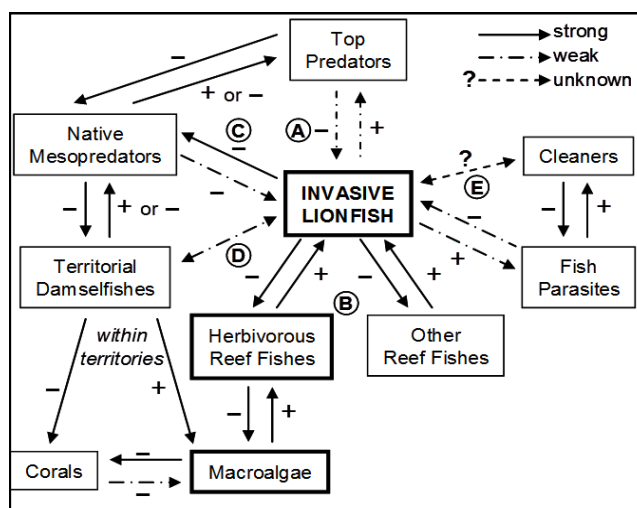 Top
Predators
strong
weak
? unknown
–
+ or –
Native
Mesopredators
C
–
A
–
+
–
INVASIVE
LIONFISH
?
E
Cleaners
–
+
–
+ or –
–
+
Territorial
Damselfishes
D
Fish
Parasites
–
+
–
+
B
within
territories
Herbivorous
Reef Fishes
Other
Reef Fishes
–
+
–
+
Corals
–
–
Macroalgae